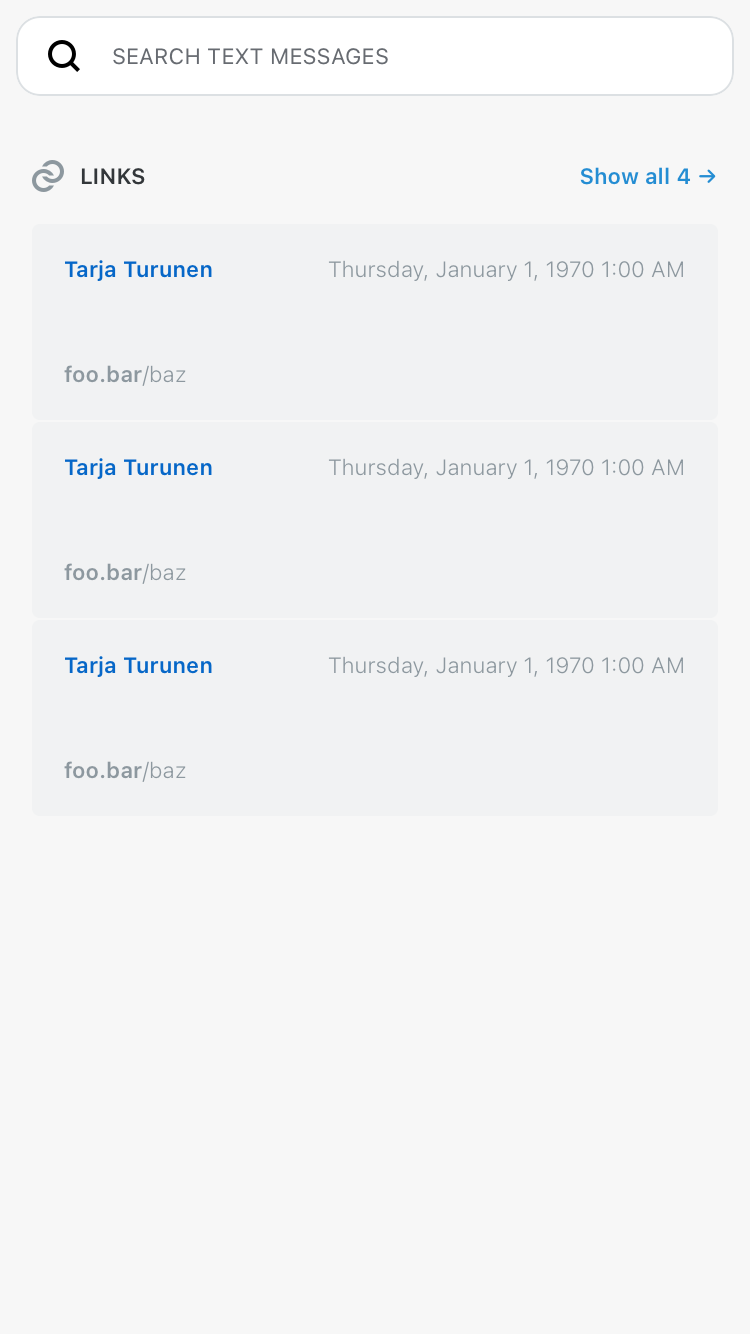 SEARCH TEXT MESSAGES
LINKS Show all 4 →
Tarja Turunen Thursday, January 1, 1970 1:00 AM
foo.bar/baz
Tarja Turunen Thursday, January 1, 1970 1:00 AM
foo.bar/baz
Tarja Turunen Thursday, January 1, 1970 1:00 AM
foo.bar/baz